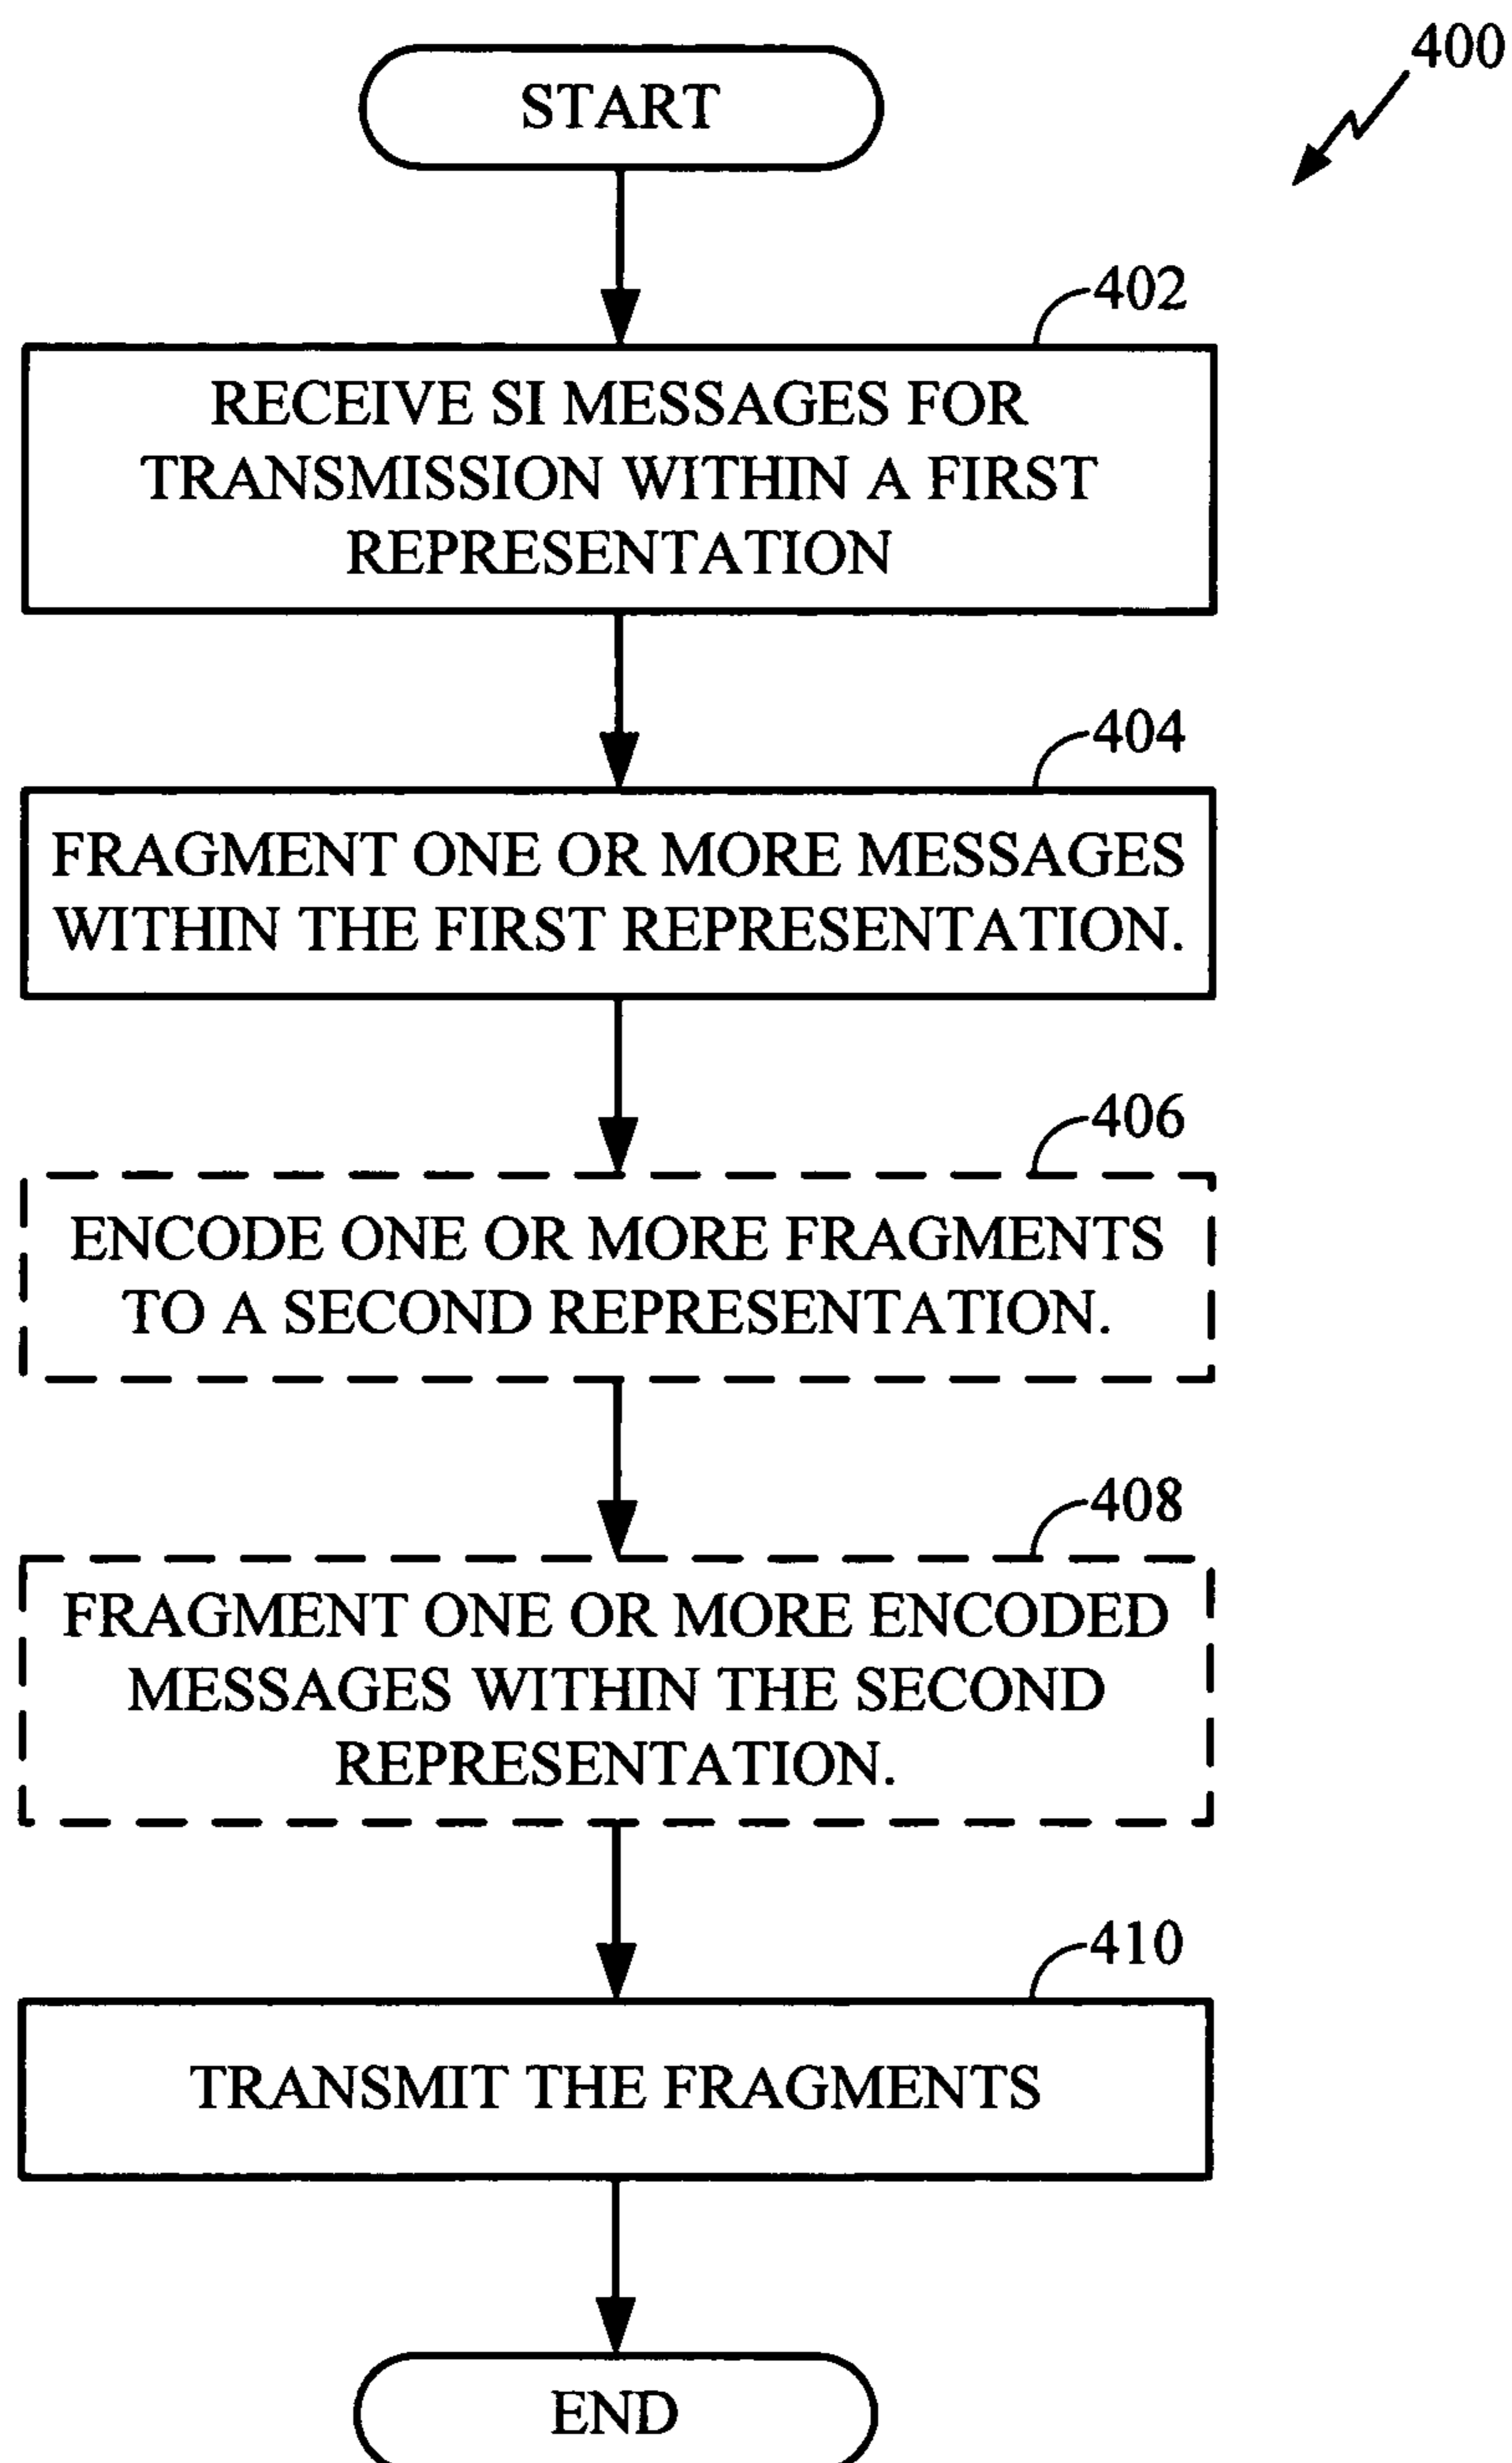 400
START
402
RECEIVE SI MESSAGES FOR
TRANSMISSION WITHIN A FIRST
REPRESENTATION
404
FRAGMENT ONE OR MORE MESSAGES
WITHIN THE FIRST REPRESENTATION.
406
ENCODE ONE OR MORE FRAGMENTS
TO A SECOND REPRESENTATION.
408
FRAGMENT ONE OR MORE ENCODED
MESSAGES WITHIN THE SECOND
REPRESENTATION.
410
TRANSMIT THE FRAGMENTS
END